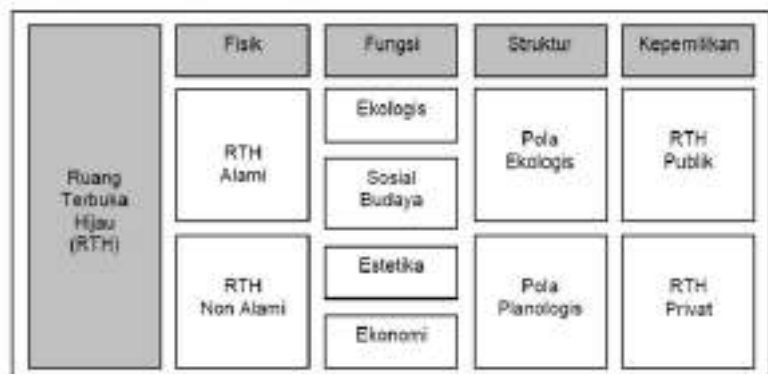 Ruang
Terbuka
Hijau
(RTH)
Fisik
RTH
Alami
RTH
Non Alami
Fungsi
Ekologis
Sosial
Budaya
Estetika
Ekonomi
Struktur
Pola
Ekologis
Pola
Planologis
Kepemilikan
RTH
Publik
RTH
Privat